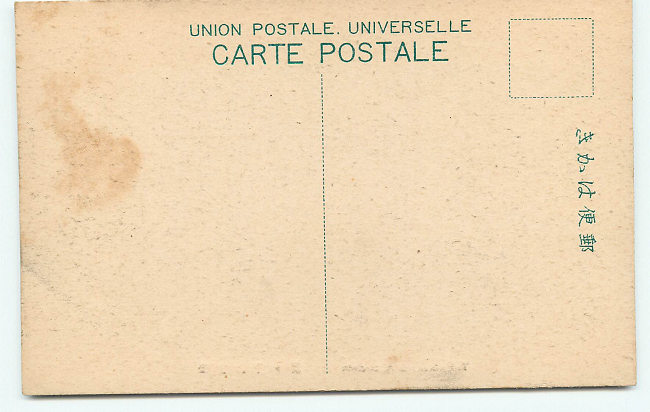 UNION POSTALE. UNIVERSELLE
CARTE POSTALE
郵便はかき